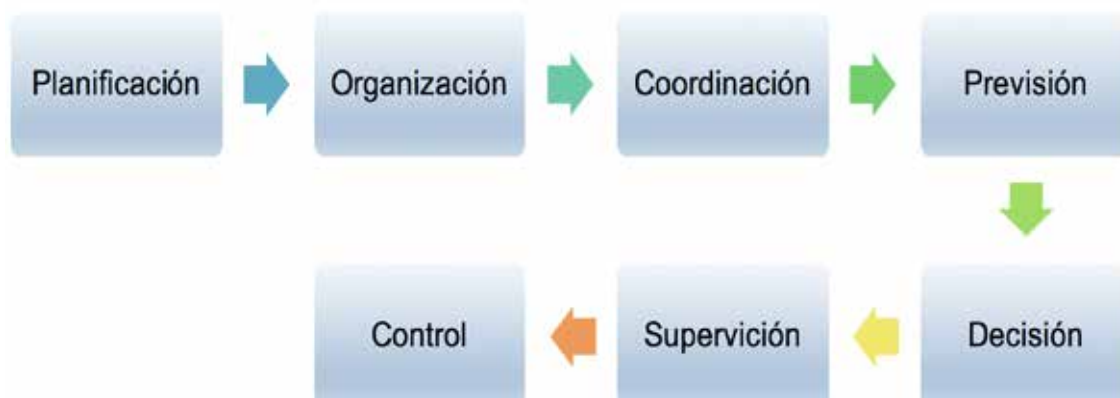 Planificación
Organización
Coordinación
Previsión
Decisión
Supervición
Control